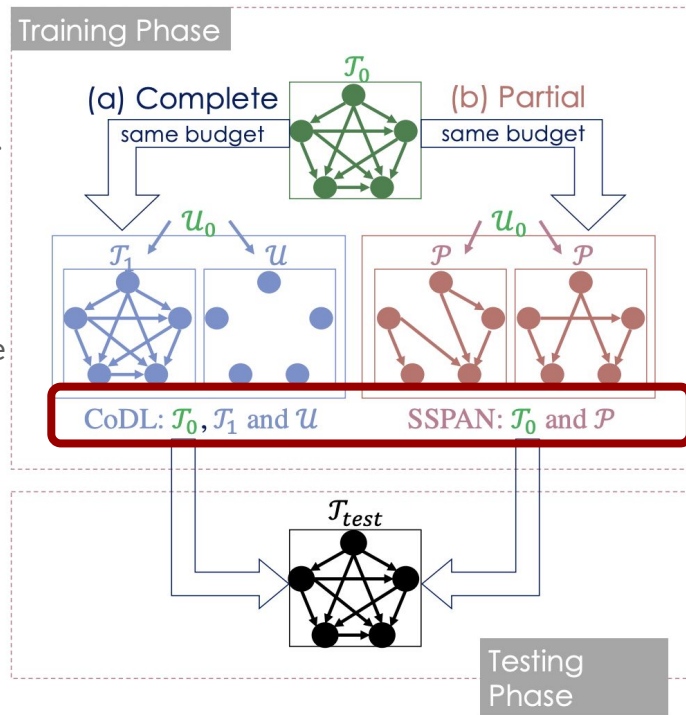 Training Phase
𝒯₀
(a) Complete
(b) Partial
same budget
same budget
𝒰₀
𝒰₀
𝒯₁
𝒰
𝒫
𝒫
e
CoDL: 𝒯₀, 𝒯₁ and 𝒰
SSPAN: 𝒯₀ and 𝒫
𝒯test
Testing
Phase